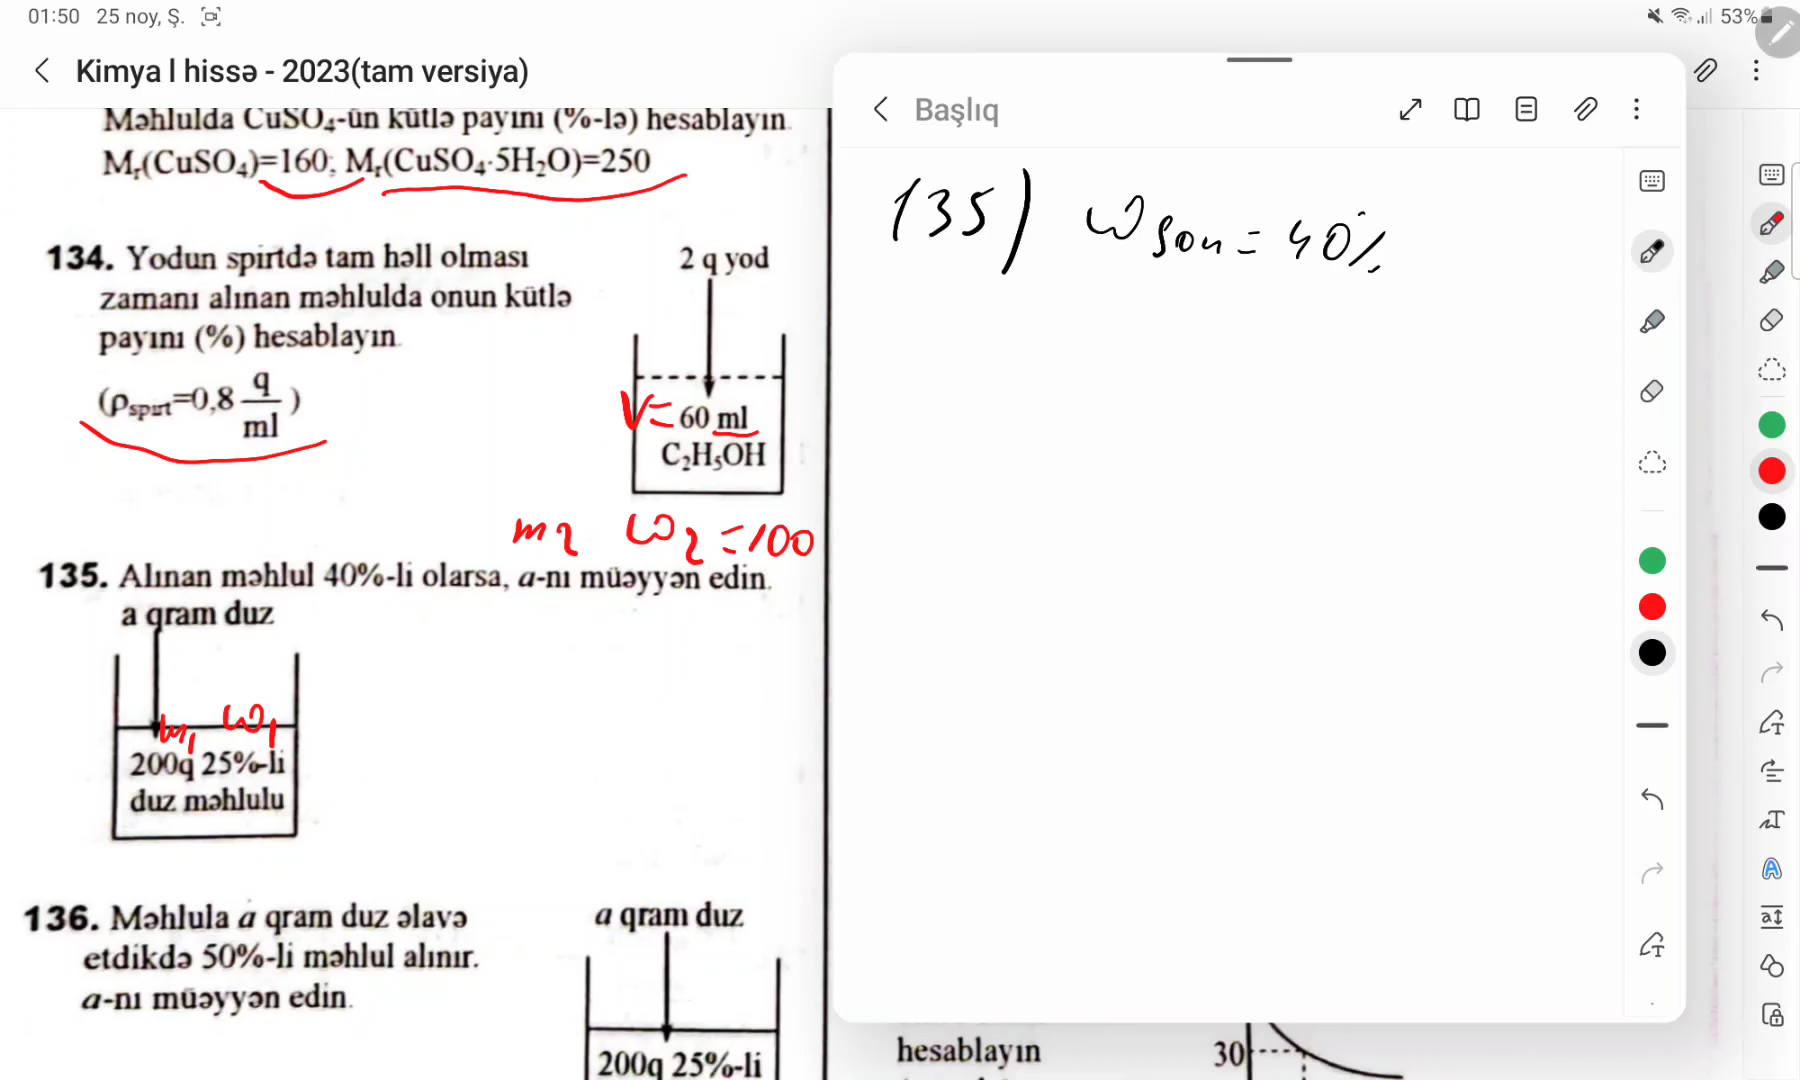 01:50 25 noy, Ş. 53%
Kimya I hissə - 2023(tam versiya)
Məhlulda CuSO₄-ün kütlə payını (%-lə) hesablayın.
Mᵣ(CuSO₄)=160; Mᵣ(CuSO₄·5H₂O)=250
134. Yodun spirtdə tam həll olması
zamanı alınan məhlulda onun kütlə
payını (%) hesablayın.
(ρspirt=0,8 q/ml)
2 q yod
V= 60 ml
C₂H₅OH
m₂ ω₂ =100
135. Alınan məhlul 40%-li olarsa, a-nı müəyyən edin.
a qram duz
m₁ ω₁
200q 25%-li
duz məhlulu
136. Məhlula a qram duz əlavə
etdikdə 50%-li məhlul alınır.
a-nı müəyyən edin.
a qram duz
200q 25%-li
Başlıq
135) ωson = 40%
hesablayın
30